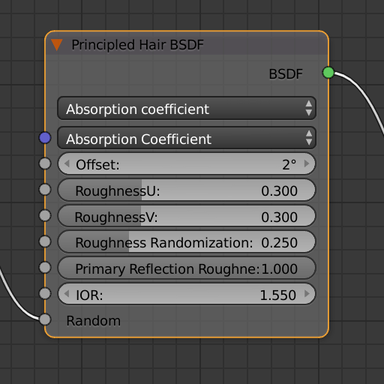 Principled Hair BSDF
BSDF
Absorption coefficient
Absorption Coefficient
Offset: 2°
RoughnessU: 0.300
RoughnessV: 0.300
Roughness Randomization: 0.250
Primary Reflection Roughne:1.000
IOR: 1.550
Random